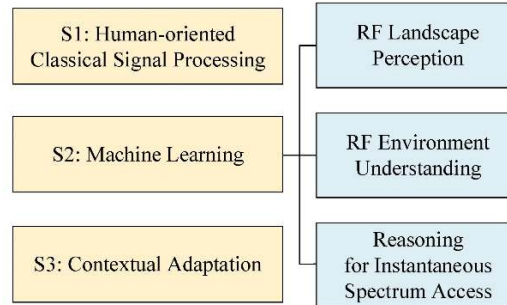 S1: Human-oriented
Classical Signal Processing
S2: Machine Learning
S3: Contextual Adaptation
RF Landscape
Perception
RF Environment
Understanding
Reasoning
for Instantaneous
Spectrum Access